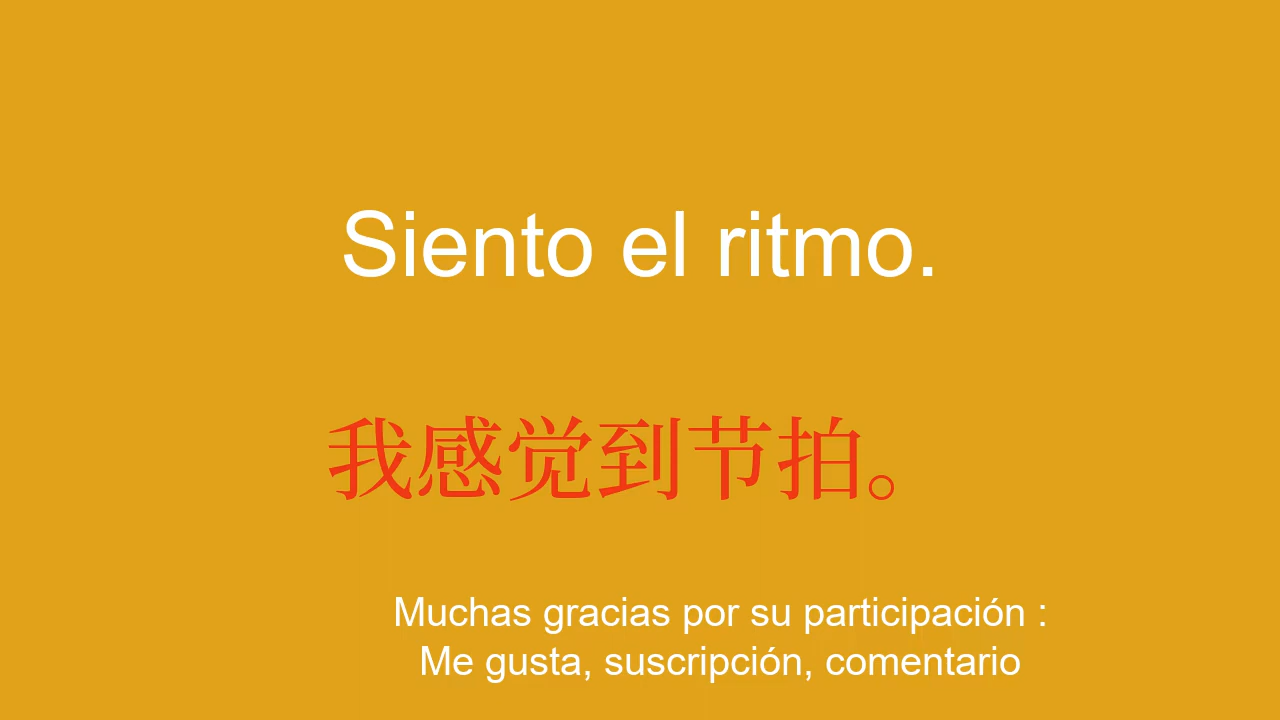 Siento el ritmo.
我感觉到节拍。
Muchas gracias por su participación :
Me gusta, suscripción, comentario